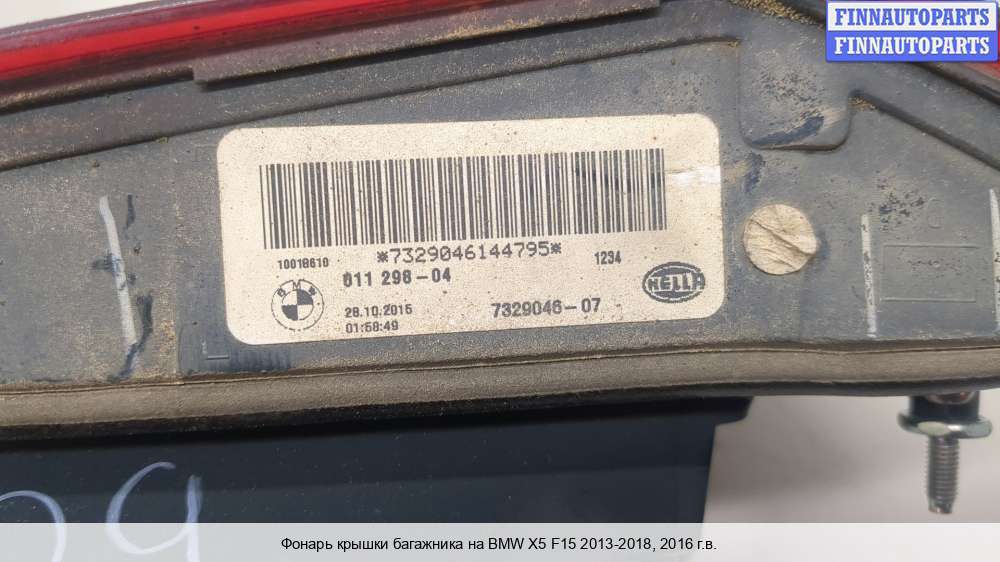 FINNAUTOPARTS
FINNAUTOPARTS
*7329046144795*
10018610
1234
011 298-04
BMW
HELLA
28.10.2015
7329046-07
01:58:49
09
Фонарь крышки багажника на BMW X5 F15 2013-2018, 2016 г.в.